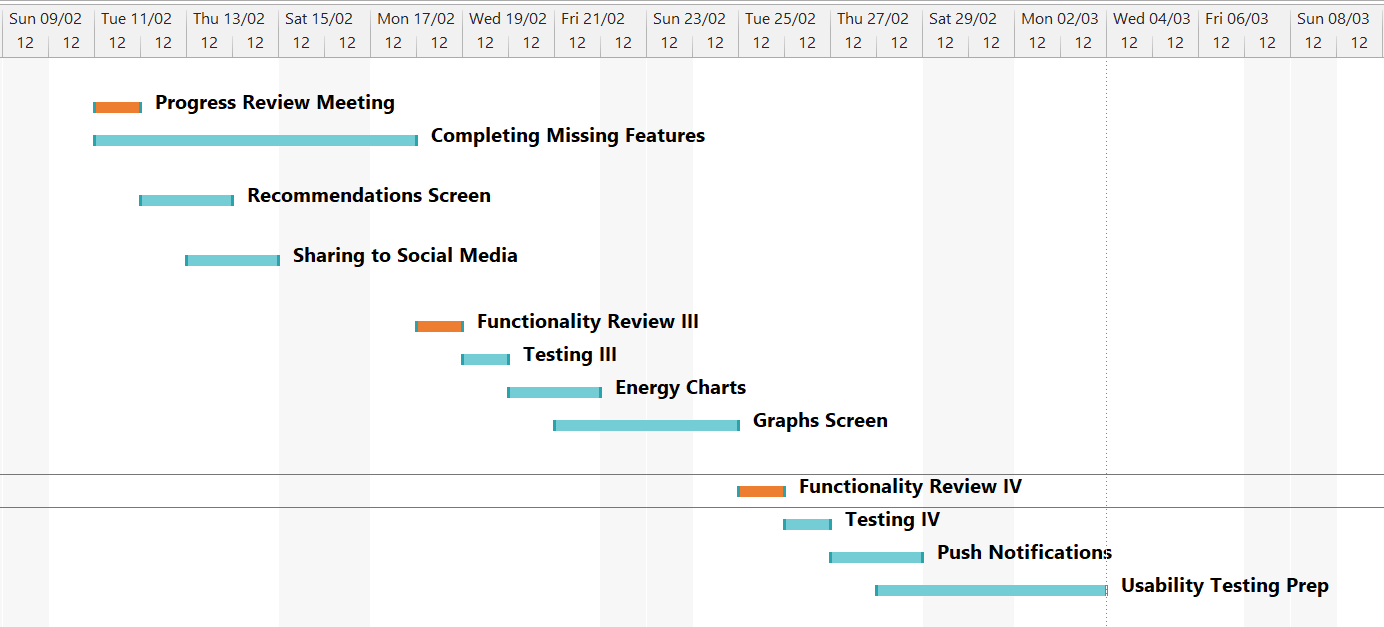 Sun 09/02 Tue 11/02 Thu 13/02 Sat 15/02 Mon 17/02 Wed 19/02 Fri 21/02 Sun 23/02 Tue 25/02 Thu 27/02 Sat 29/02 Mon 02/03 Wed 04/03 Fri 06/03 Sun 08/03
12 12 12 12 12 12 12 12 12 12 12 12 12 12 12 12 12 12 12 12 12 12 12 12 12 12 12 12 12 12
Progress Review Meeting
Completing Missing Features
Recommendations Screen
Sharing to Social Media
Functionality Review III
Testing III
Energy Charts
Graphs Screen
Functionality Review IV
Testing IV
Push Notifications
Usability Testing Prep